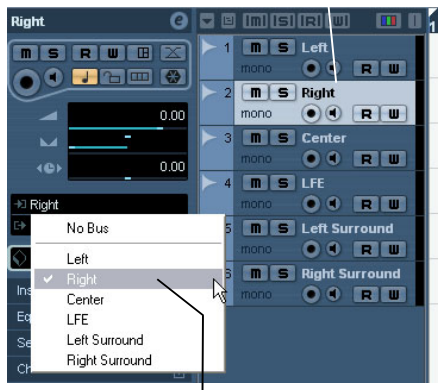 Right e
m S R W
0.00
0.00
Right
No Bus
Left
Right
Center
LFE
Left Surround
Right Surround
Ins
Eq
Se
Ch
m S R W
1 m S Left
mono R W
2 m S Right
mono R W
3 m S Center
mono R W
4 m S LFE
mono R W
5 m S Left Surround
mono R W
6 m S Right Surround
mono R W
1